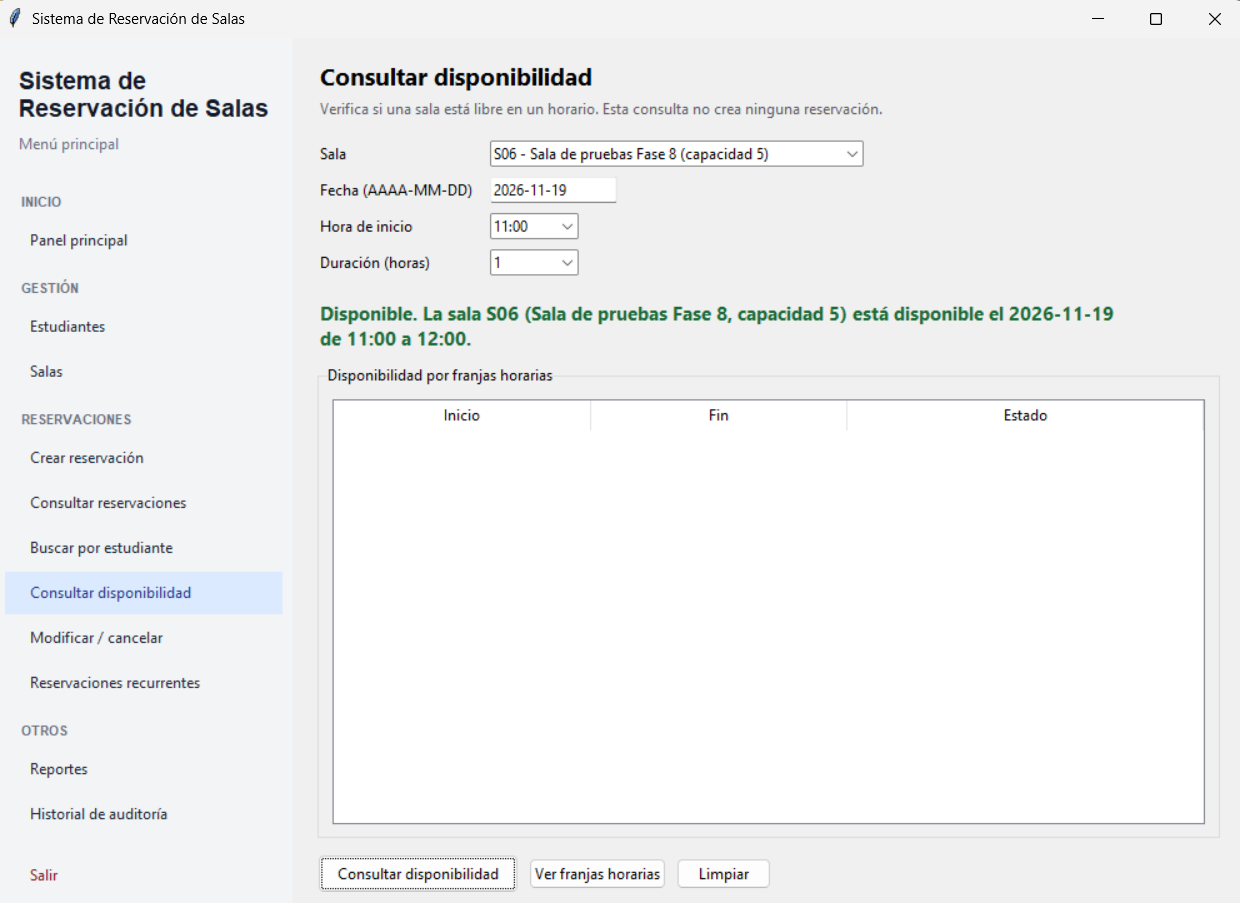 Sistema de Reservación de Salas
Sistema de
Reservación de Salas
Menú principal
INICIO
Panel principal
GESTIÓN
Estudiantes
Salas
RESERVACIONES
Crear reservación
Consultar reservaciones
Buscar por estudiante
Consultar disponibilidad
Modificar / cancelar
Reservaciones recurrentes
OTROS
Reportes
Historial de auditoría
Salir
Consultar disponibilidad
Verifica si una sala está libre en un horario. Esta consulta no crea ninguna reservación.
Sala S06 - Sala de pruebas Fase 8 (capacidad 5)
Fecha (AAAA-MM-DD) 2026-11-19
Hora de inicio 11:00
Duración (horas) 1
Disponible. La sala S06 (Sala de pruebas Fase 8, capacidad 5) está disponible el 2026-11-19
de 11:00 a 12:00.
Disponibilidad por franjas horarias
Inicio Fin Estado
Consultar disponibilidad Ver franjas horarias Limpiar